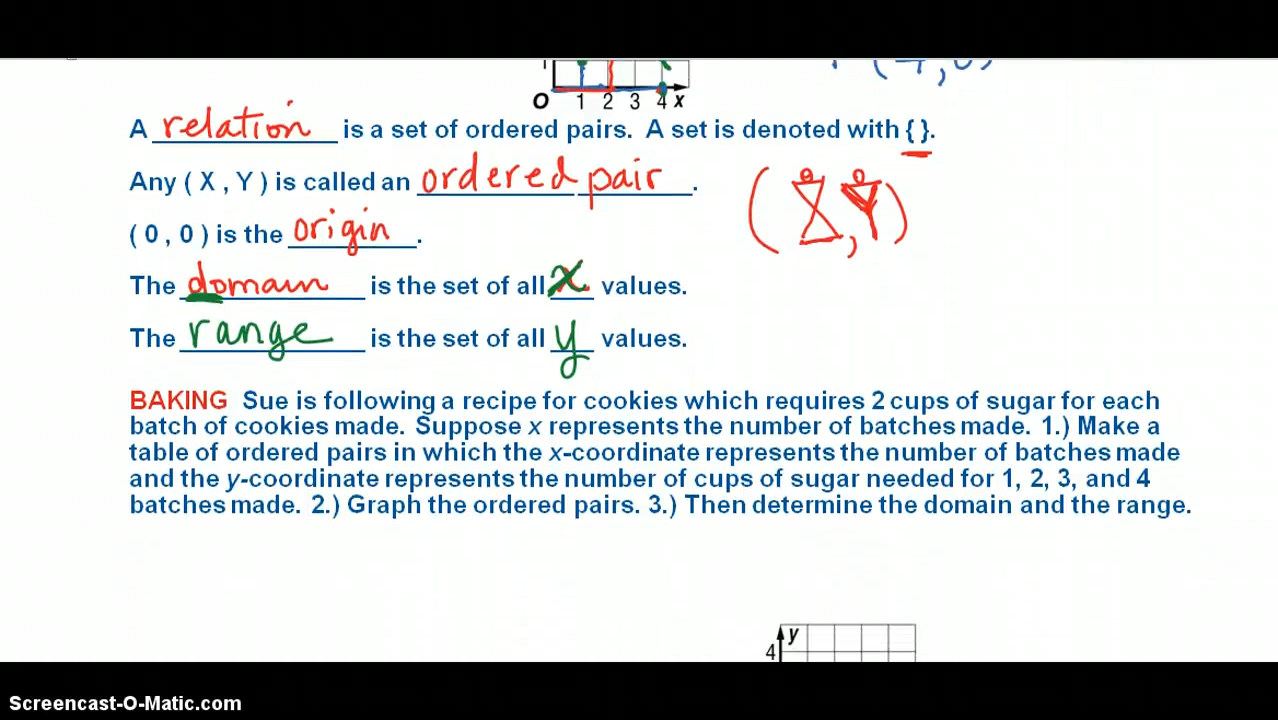 1
O 1 2 3 4 x
A relation is a set of ordered pairs. A set is denoted with { }.
Any ( X , Y ) is called an ordered pair. ( X , Y )
( 0 , 0 ) is the origin.
The domain is the set of all x values.
The range is the set of all y values.
BAKING Sue is following a recipe for cookies which requires 2 cups of sugar for each
batch of cookies made. Suppose x represents the number of batches made. 1.) Make a
table of ordered pairs in which the x-coordinate represents the number of batches made
and the y-coordinate represents the number of cups of sugar needed for 1, 2, 3, and 4
batches made. 2.) Graph the ordered pairs. 3.) Then determine the domain and the range.
y
4
Screencast-O-Matic.com